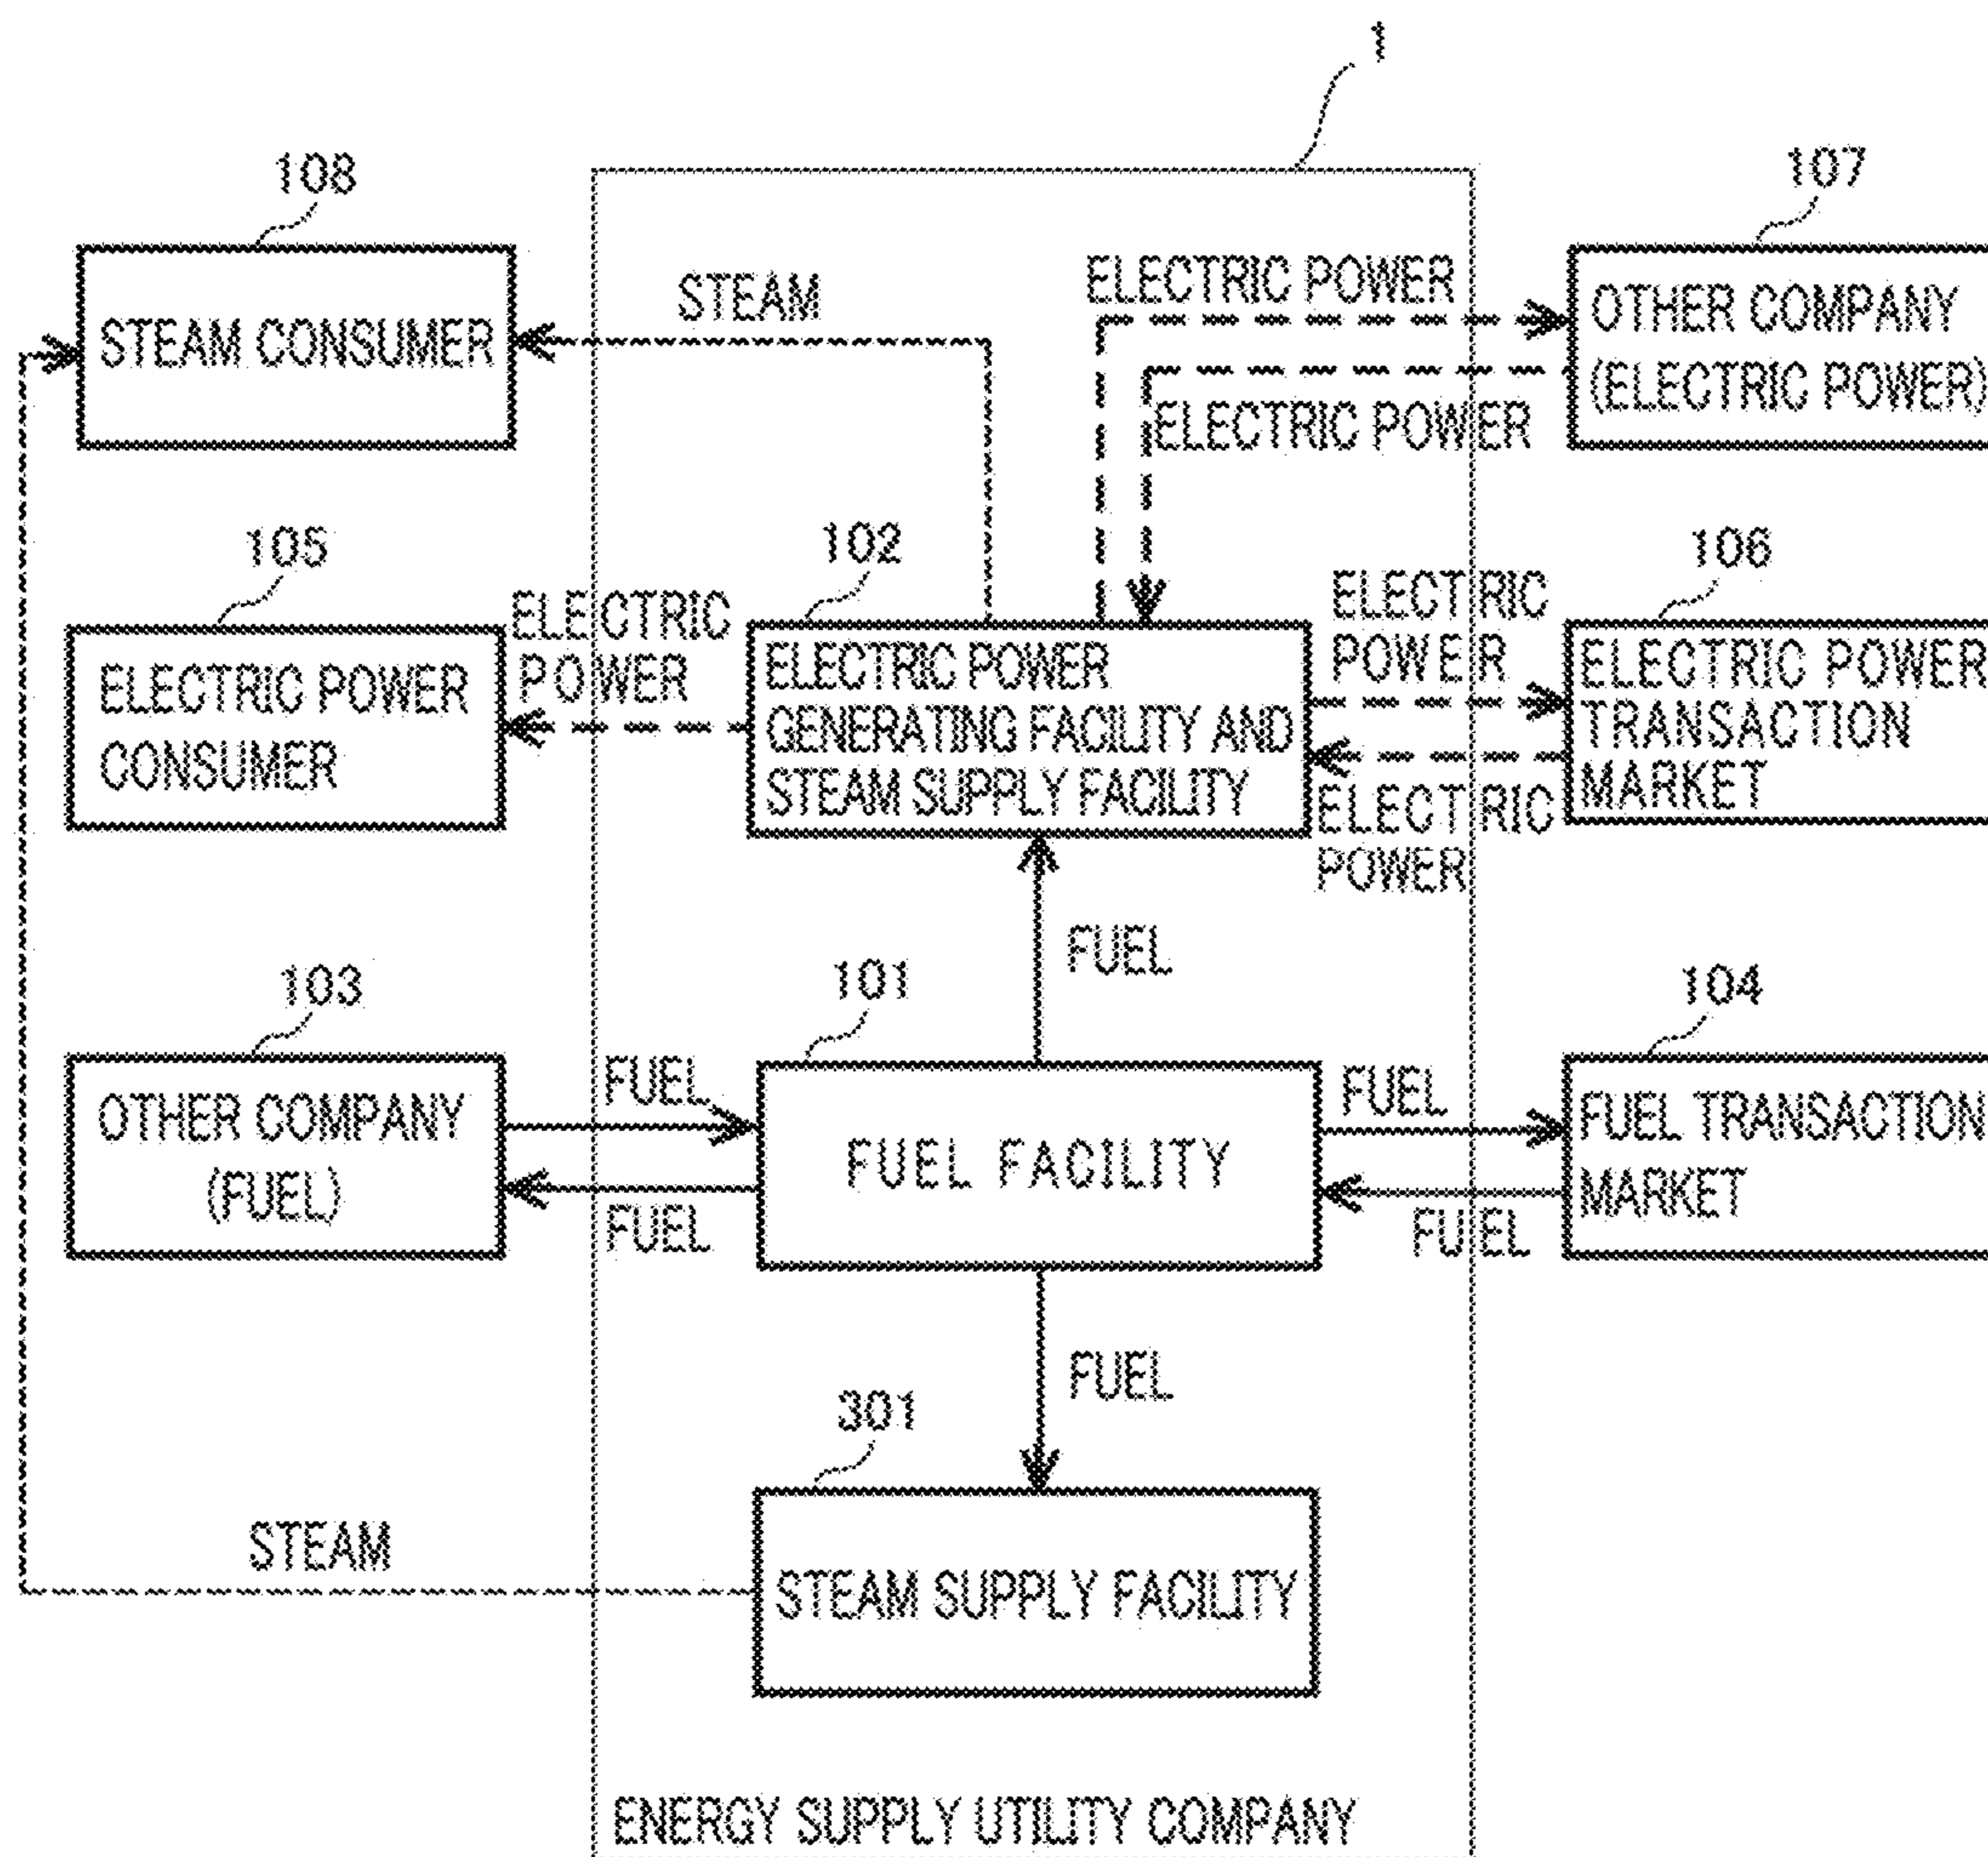 1
108
107
STEAM
ELECTRIC POWER
STEAM CONSUMER
OTHER COMPANY
(ELECTRIC POWER)
ELECTRIC POWER
105
102
106
ELECTRIC
POWER
ELECTRIC
POWER
ELECTRIC POWER
CONSUMER
ELECTRIC POWER
GENERATING FACILITY AND
STEAM SUPPLY FACILITY
ELECTRIC POWER
TRANSACTION
MARKET
ELECTRIC
POWER
FUEL
103
101
104
FUEL
FUEL
OTHER COMPANY
(FUEL)
FUEL FACILITY
FUEL TRANSACTION
MARKET
FUEL
FUEL
FUEL
301
STEAM
STEAM SUPPLY FACILITY
ENERGY SUPPLY UTILITY COMPANY